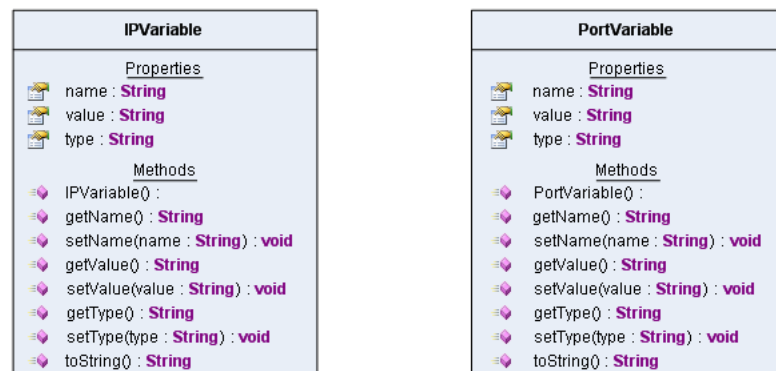 IPVariable
Properties
name : String
value : String
type : String
Methods
IPVariable() :
getName() : String
setName(name : String) : void
getValue() : String
setValue(value : String) : void
getType() : String
setType(type : String) : void
toString() : String
PortVariable
Properties
name : String
value : String
type : String
Methods
PortVariable() :
getName() : String
setName(name : String) : void
getValue() : String
setValue(value : String) : void
getType() : String
setType(type : String) : void
toString() : String